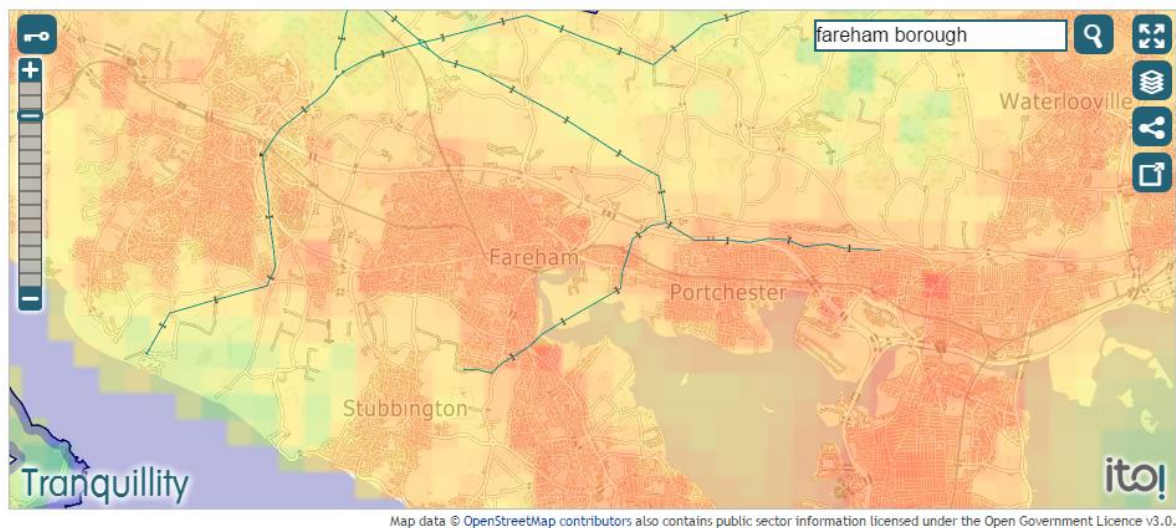 fareham borough
Waterlooville
Fareham
Portchester
Stubbington
Tranquillity
ito!
Map data © OpenStreetMap contributors also contains public sector information licensed under the Open Government Licence v3.0